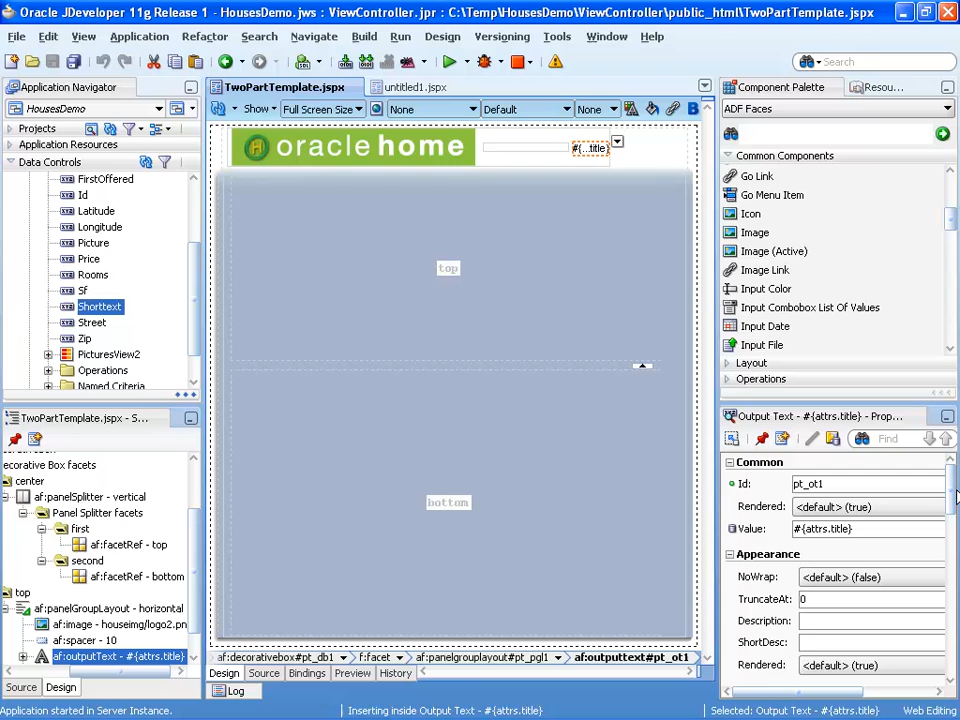 Oracle JDeveloper 11g Release 1 - HousesDemo.jws : ViewController.jpr : C:\Temp\HousesDemo\ViewController\public_html\TwoPartTemplate.jspx
File Edit View Application Refactor Search Navigate Build Run Design Versioning Tools Window Help
Search
Application Navigator
HousesDemo
Projects
Application Resources
Data Controls
FirstOffered
Id
Latitude
Longitude
Picture
Price
Rooms
Sf
Shorttext
Street
Zip
PicturesView2
Operations
Named Criteria
TwoPartTemplate.jspx - S...
ecorative Box facets
center
af:panelSplitter - vertical
Panel Splitter facets
first
af:facetRef - top
second
af:facetRef - bottom
top
af:panelGroupLayout - horizontal
af:image - houseimg/logo2.pn
af:spacer - 10
af:outputText - #{attrs.title}
Source Design
TwoPartTemplate.jspx untitled1.jspx
Show Full Screen Size None Default None B
oracle home
#{...title}
top
bottom
af:decorativebox#pt_db1 f:facet af:panelgrouplayout#pt_pgl1 af:outputtext#pt_ot1
Design Source Bindings Preview History
Log
Component Palette Resou...
ADF Faces
Common Components
Go Link
Go Menu Item
Icon
Image
Image (Active)
Image Link
Input Color
Input Combobox List Of Values
Input Date
Input File
Layout
Operations
Output Text - #{attrs.title} - Prop...
Find
Common
Id: pt_ot1
Rendered: <default> (true)
Value: #{attrs.title}
Appearance
NoWrap: <default> (false)
TruncateAt: 0
Description:
ShortDesc:
Rendered: <default> (true)
Application started in Server Instance. Inserting inside Output Text - #{attrs.title} Selected: Output Text - #{attrs.title} Web Editing